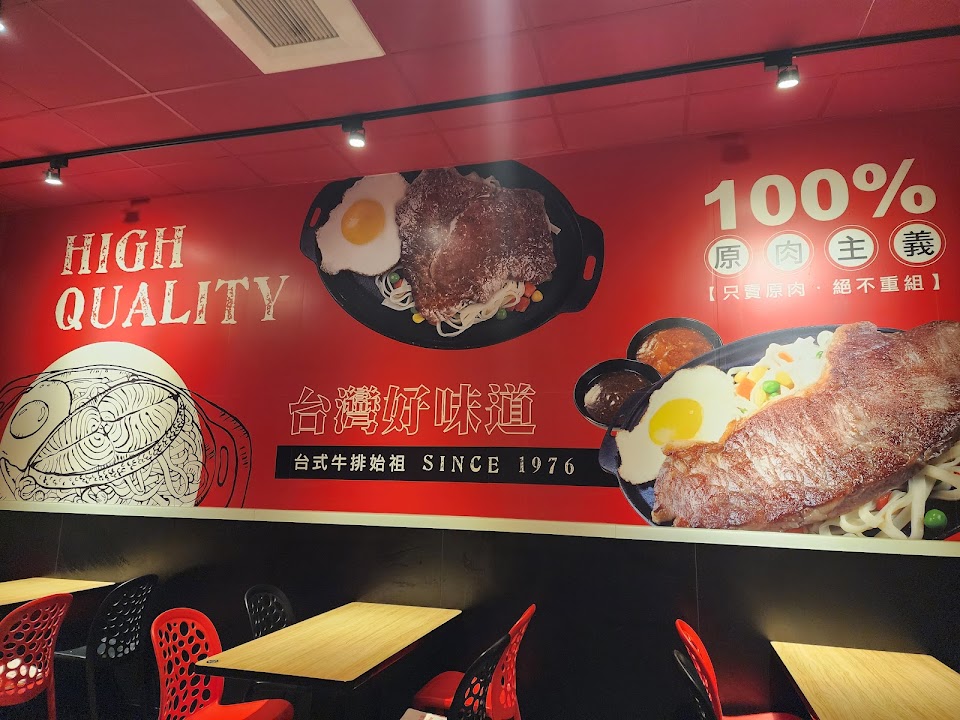 HIGH
QUALITY
台灣好味道
台式牛排始祖 SINCE 1976
100%
原肉主義
【只賣原肉·絕不重組】